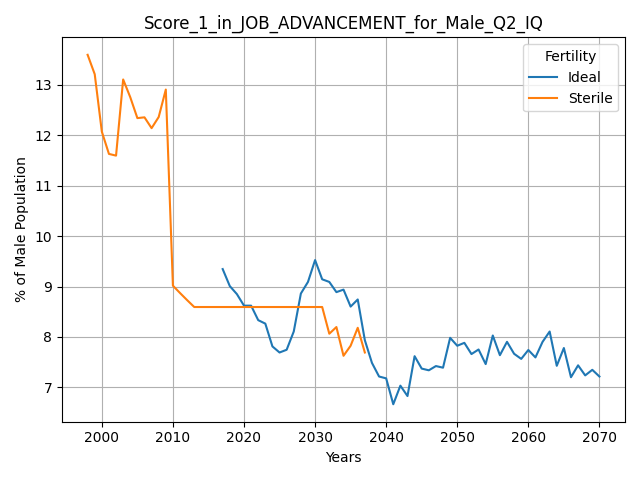 Score_1_in_JOB_ADVANCEMENT_for_Male_Q2_IQ
Fertility
Ideal
Sterile
% of Male Population
13
12
11
10
9
8
7
2000 2010 2020 2030 2040 2050 2060 2070
Years